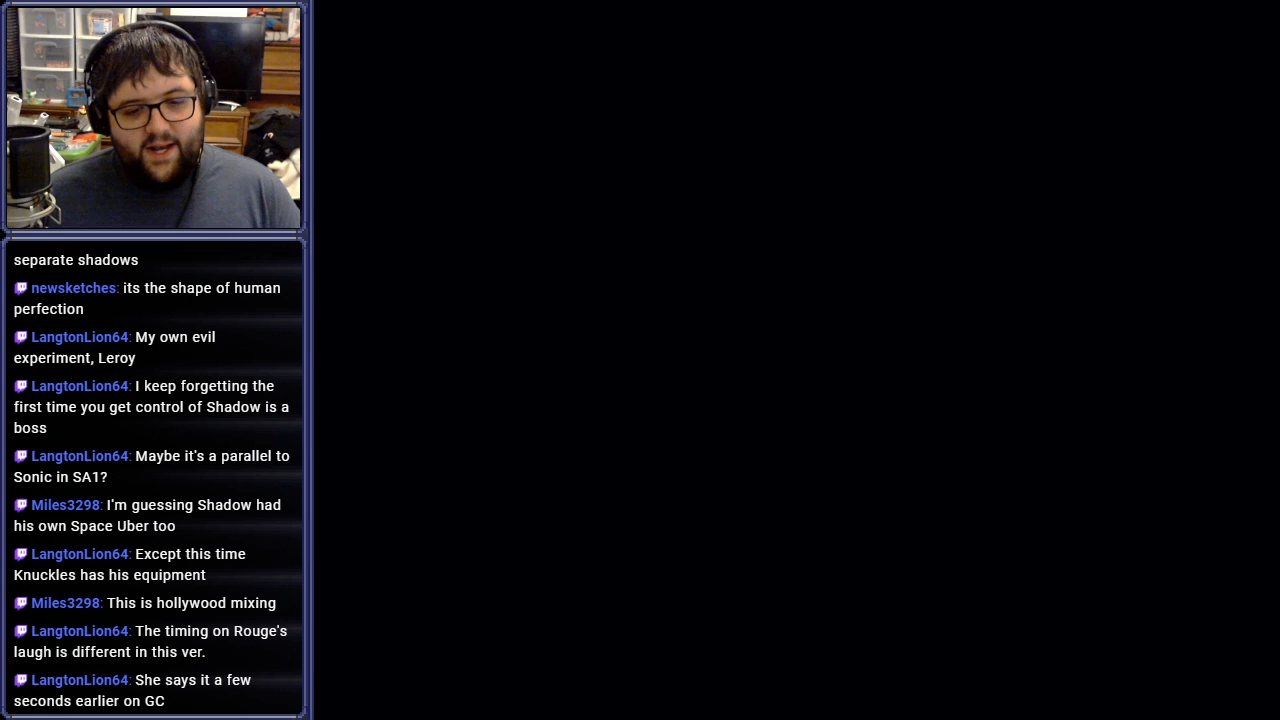 separate shadows
newsketches: its the shape of human
perfection
LangtonLion64: My own evil
experiment, Leroy
LangtonLion64: I keep forgetting the
first time you get control of Shadow is a
boss
LangtonLion64: Maybe it's a parallel to
Sonic in SA1?
Miles3298: I'm guessing Shadow had
his own Space Uber too
LangtonLion64: Except this time
Knuckles has his equipment
Miles3298: This is hollywood mixing
LangtonLion64: The timing on Rouge's
laugh is different in this ver.
LangtonLion64: She says it a few
seconds earlier on GC